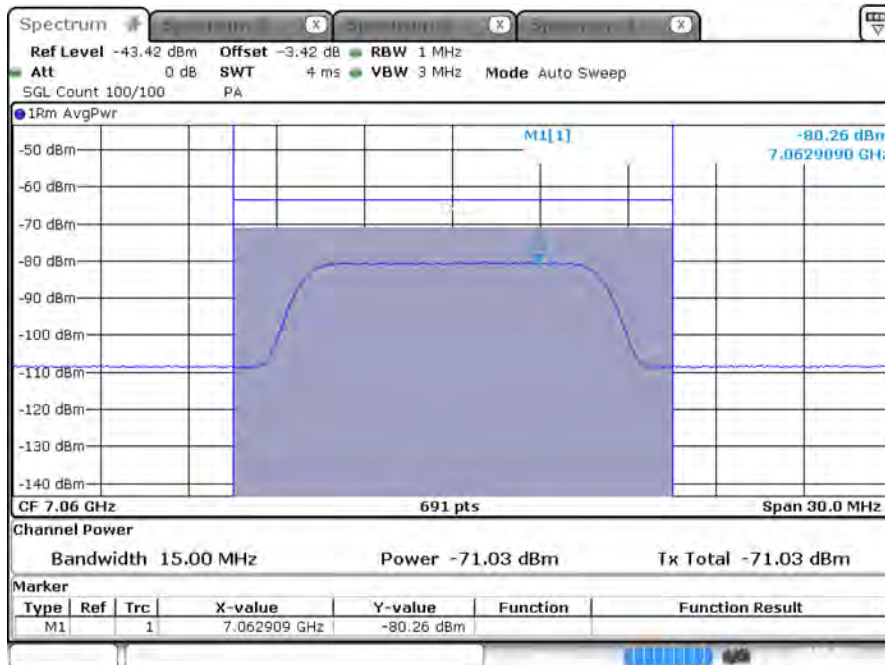 Spectrum
X
X
X
Ref Level -43.42 dBm Offset -3.42 dB RBW 1 MHz
Att 0 dB SWT 4 ms VBW 3 MHz Mode Auto Sweep
SGL Count 100/100 PA
1Rm AvgPwr
M1[1] -80.26 dBm
7.0629090 GHz
-50 dBm
-60 dBm
-70 dBm
-80 dBm
-90 dBm
-100 dBm
-110 dBm
-120 dBm
-130 dBm
-140 dBm
CF 7.06 GHz 691 pts Span 30.0 MHz
Channel Power
Bandwidth 15.00 MHz Power -71.03 dBm Tx Total -71.03 dBm
Marker
Type Ref Trc X-value Y-value Function Function Result
M1 1 7.062909 GHz -80.26 dBm